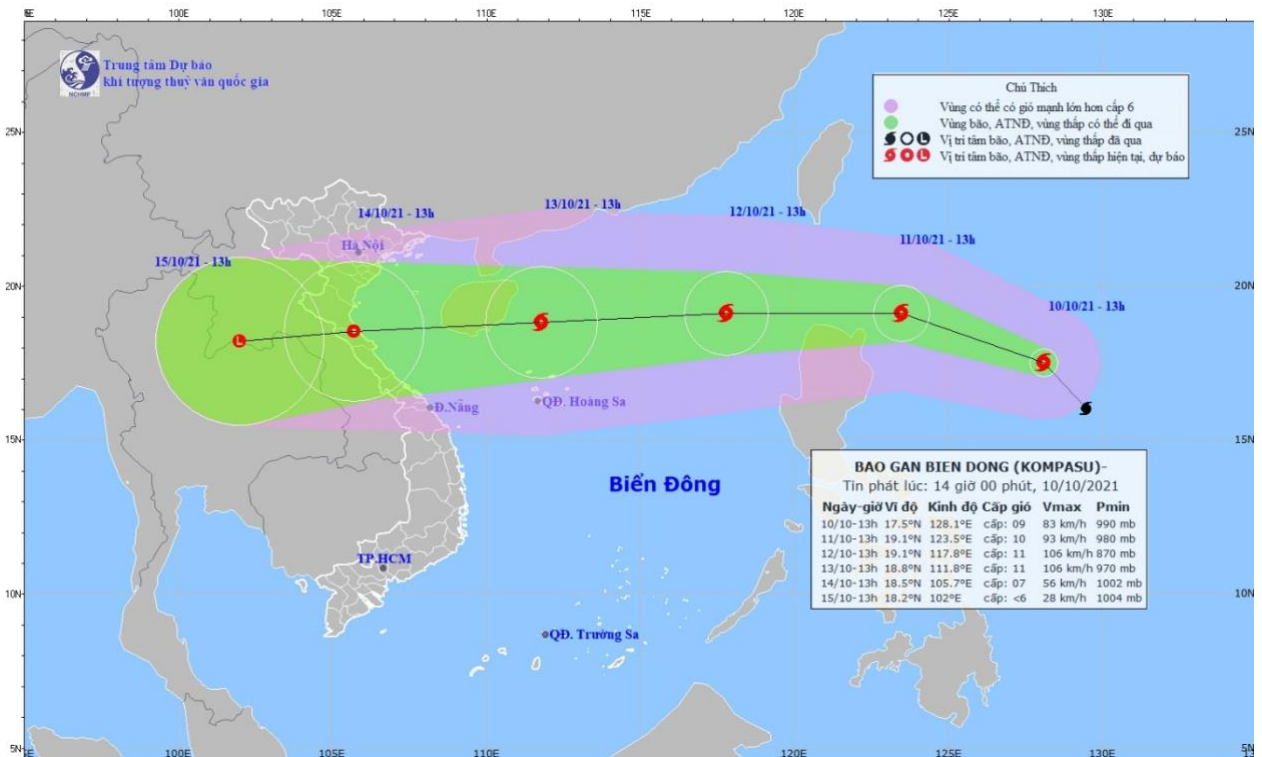 100E 105E 110E 115E 120E 125E 130E
Trung tâm Dự báo
khí tượng thuỷ văn quốc gia
Chú Thích
Vùng có thể có gió mạnh lớn hơn cấp 6
Vùng bão, ATNĐ, vùng thấp có thể đi qua
Vị trí tâm bão, ATNĐ, vùng thấp đã qua
Vị trí tâm bão, ATNĐ, vùng thấp hiện tại, dự báo
25N 25N
14/10/21 - 13h
13/10/21 - 13h
12/10/21 - 13h
11/10/21 - 13h
Hà Nội
15/10/21 - 13h
10/10/21 - 13h
20N 20N
L
Đ.Nẵng
QĐ. Hoàng Sa
15N 15N
Biển Đông
BAO GAN BIEN DONG (KOMPASU)-
Tin phát lúc: 14 giờ 00 phút, 10/10/2021
Ngày-giờ Vĩ độ Kinh độ Cấp gió Vmax Pmin
10/10-13h 17.5°N 128.1°E cấp: 09 83 km/h 990 mb
11/10-13h 19.1°N 123.5°E cấp: 10 93 km/h 980 mb
12/10-13h 19.1°N 117.8°E cấp: 11 106 km/h 870 mb
13/10-13h 18.8°N 111.8°E cấp: 11 106 km/h 970 mb
14/10-13h 18.5°N 105.7°E cấp: 07 56 km/h 1002 mb
15/10-13h 18.2°N 102°E cấp: <6 28 km/h 1004 mb
TP.HCM
10N 10N
QĐ. Trường Sa
5N 5N
100E 105E 110E 115E 120E 125E 130E